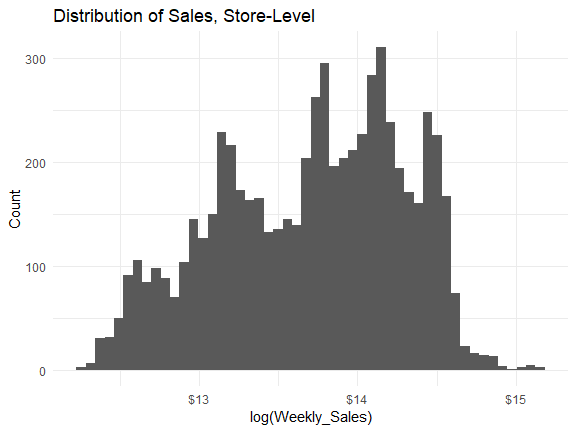 Distribution of Sales, Store-Level
300
200
100
0
Count
$13 $14 $15
log(Weekly_Sales)